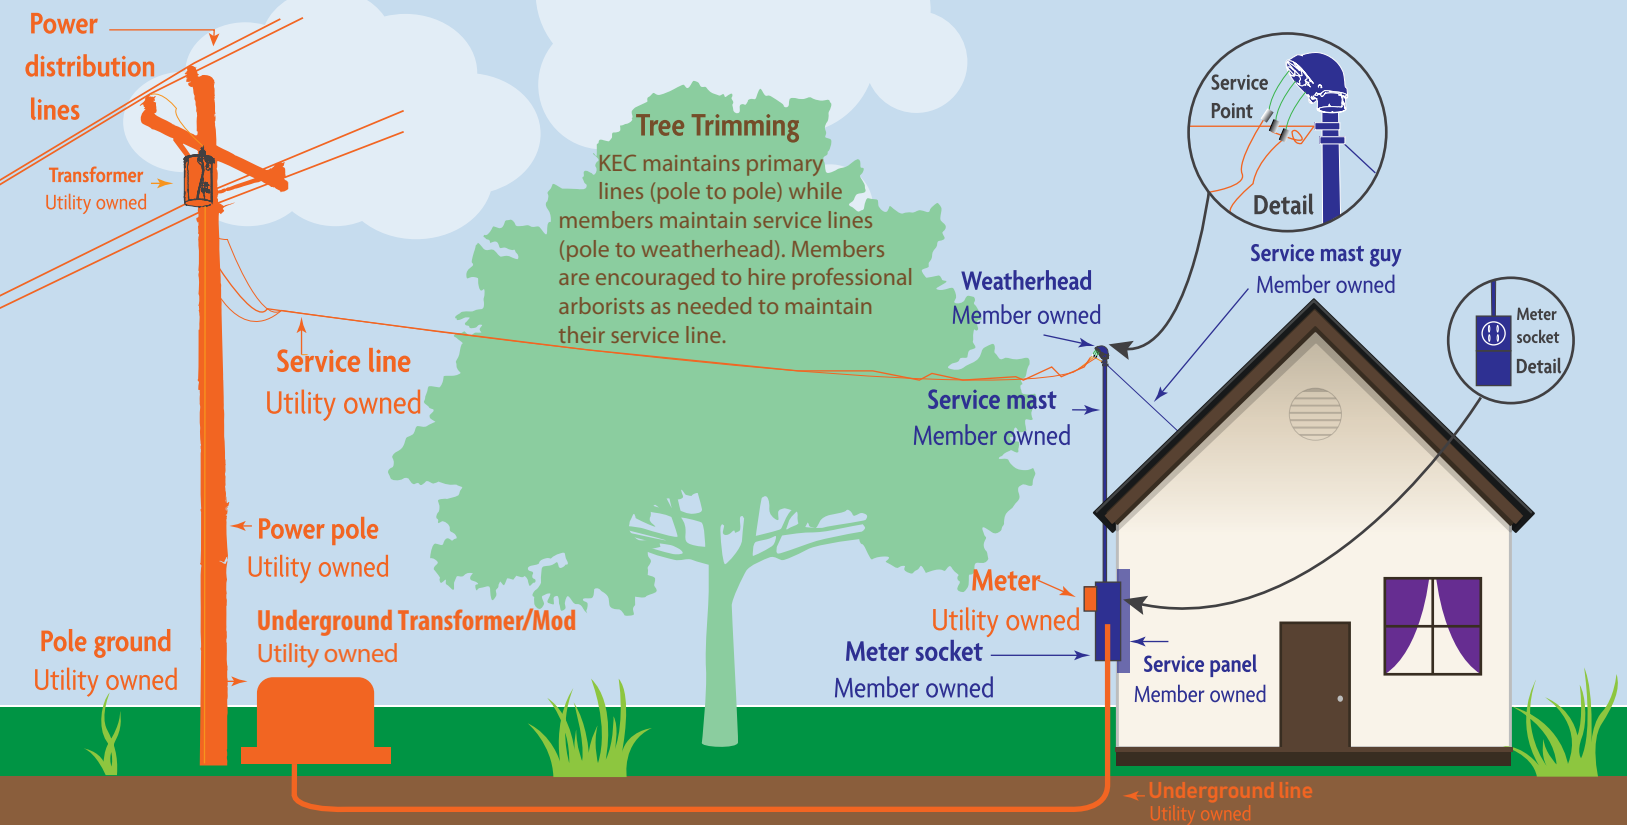 Power
distribution
lines
Transformer
Utility owned
Tree Trimming
KEC maintains primary
lines (pole to pole) while
members maintain service lines
(pole to weatherhead). Members
are encouraged to hire professional
arborists as needed to maintain
their service line.
Service
Point
Detail
Service mast guy
Member owned
Weatherhead
Member owned
Meter
socket
Detail
Service line
Utility owned
Service mast
Member owned
Power pole
Utility owned
Meter
Utility owned
Underground Transformer/Mod
Utility owned
Pole ground
Utility owned
Meter socket
Member owned
Service panel
Member owned
Underground line
Utility owned